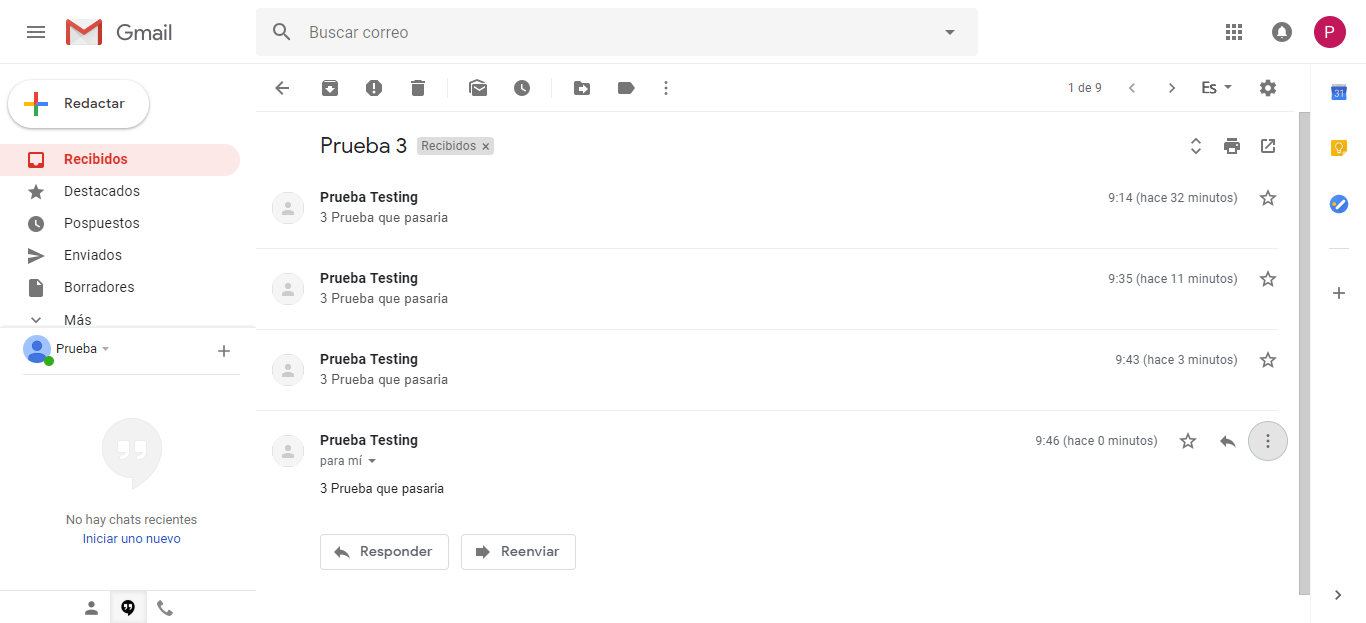 Gmail
Buscar correo
P
Redactar
1 de 9
Es
31
Recibidos
Destacados
Pospuestos
Enviados
Borradores
Más
Prueba
No hay chats recientes
Iniciar uno nuevo
Prueba 3 Recibidos ×
Prueba Testing 9:14 (hace 32 minutos)
3 Prueba que pasaria
Prueba Testing 9:35 (hace 11 minutos)
3 Prueba que pasaria
Prueba Testing 9:43 (hace 3 minutos)
3 Prueba que pasaria
Prueba Testing 9:46 (hace 0 minutos)
para mí
3 Prueba que pasaria
Responder Reenviar